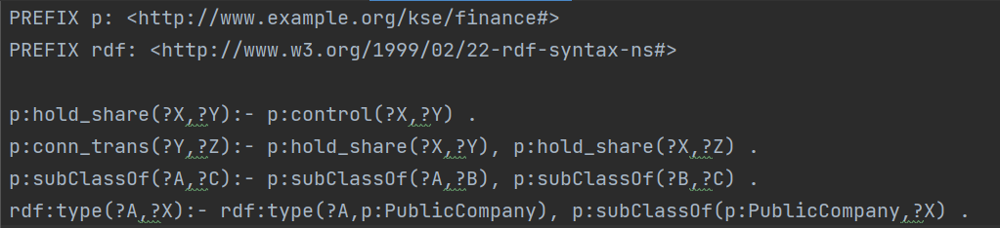 PREFIX p: <http://www.example.org/kse/finance#>
PREFIX rdf: <http://www.w3.org/1999/02/22-rdf-syntax-ns#>
p:hold_share(?X,?Y):- p:control(?X,?Y) .
p:conn_trans(?Y,?Z):- p:hold_share(?X,?Y), p:hold_share(?X,?Z) .
p:subClassOf(?A,?C):- p:subClassOf(?A,?B), p:subClassOf(?B,?C) .
rdf:type(?A,?X):- rdf:type(?A,p:PublicCompany), p:subClassOf(p:PublicCompany,?X) .